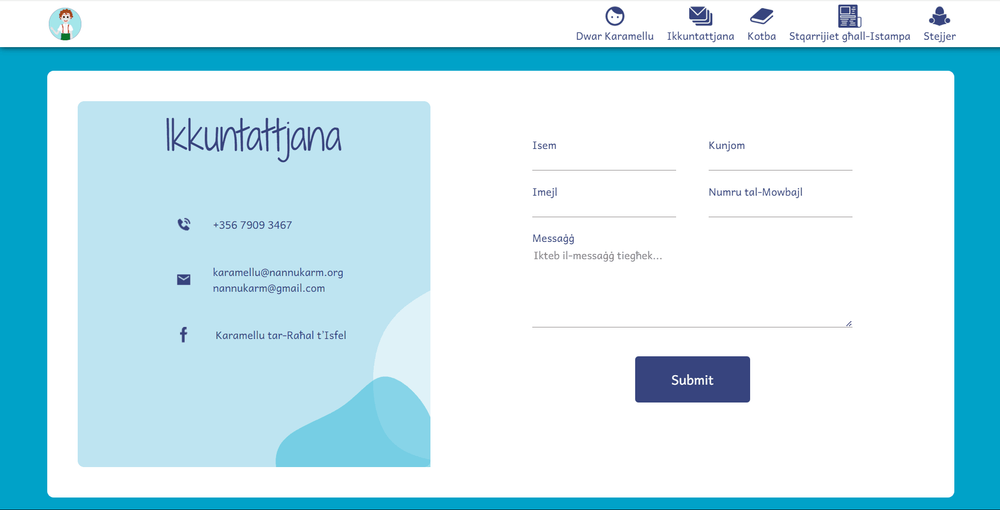 Dwar Karamellu
Ikkuntattjana
Kotba
Stqarrijiet għall-Istampa
Stejjer
Ikkuntattjana
+356 7909 3467
karamellu@nannukarm.org
nannukarm@gmail.com
Karamellu tar-Raħal t'Isfel
Isem
Kunjom
Imejl
Numru tal-Mowbajl
Messaġġ
Ikteb il-messaġġ tiegħek...
Submit